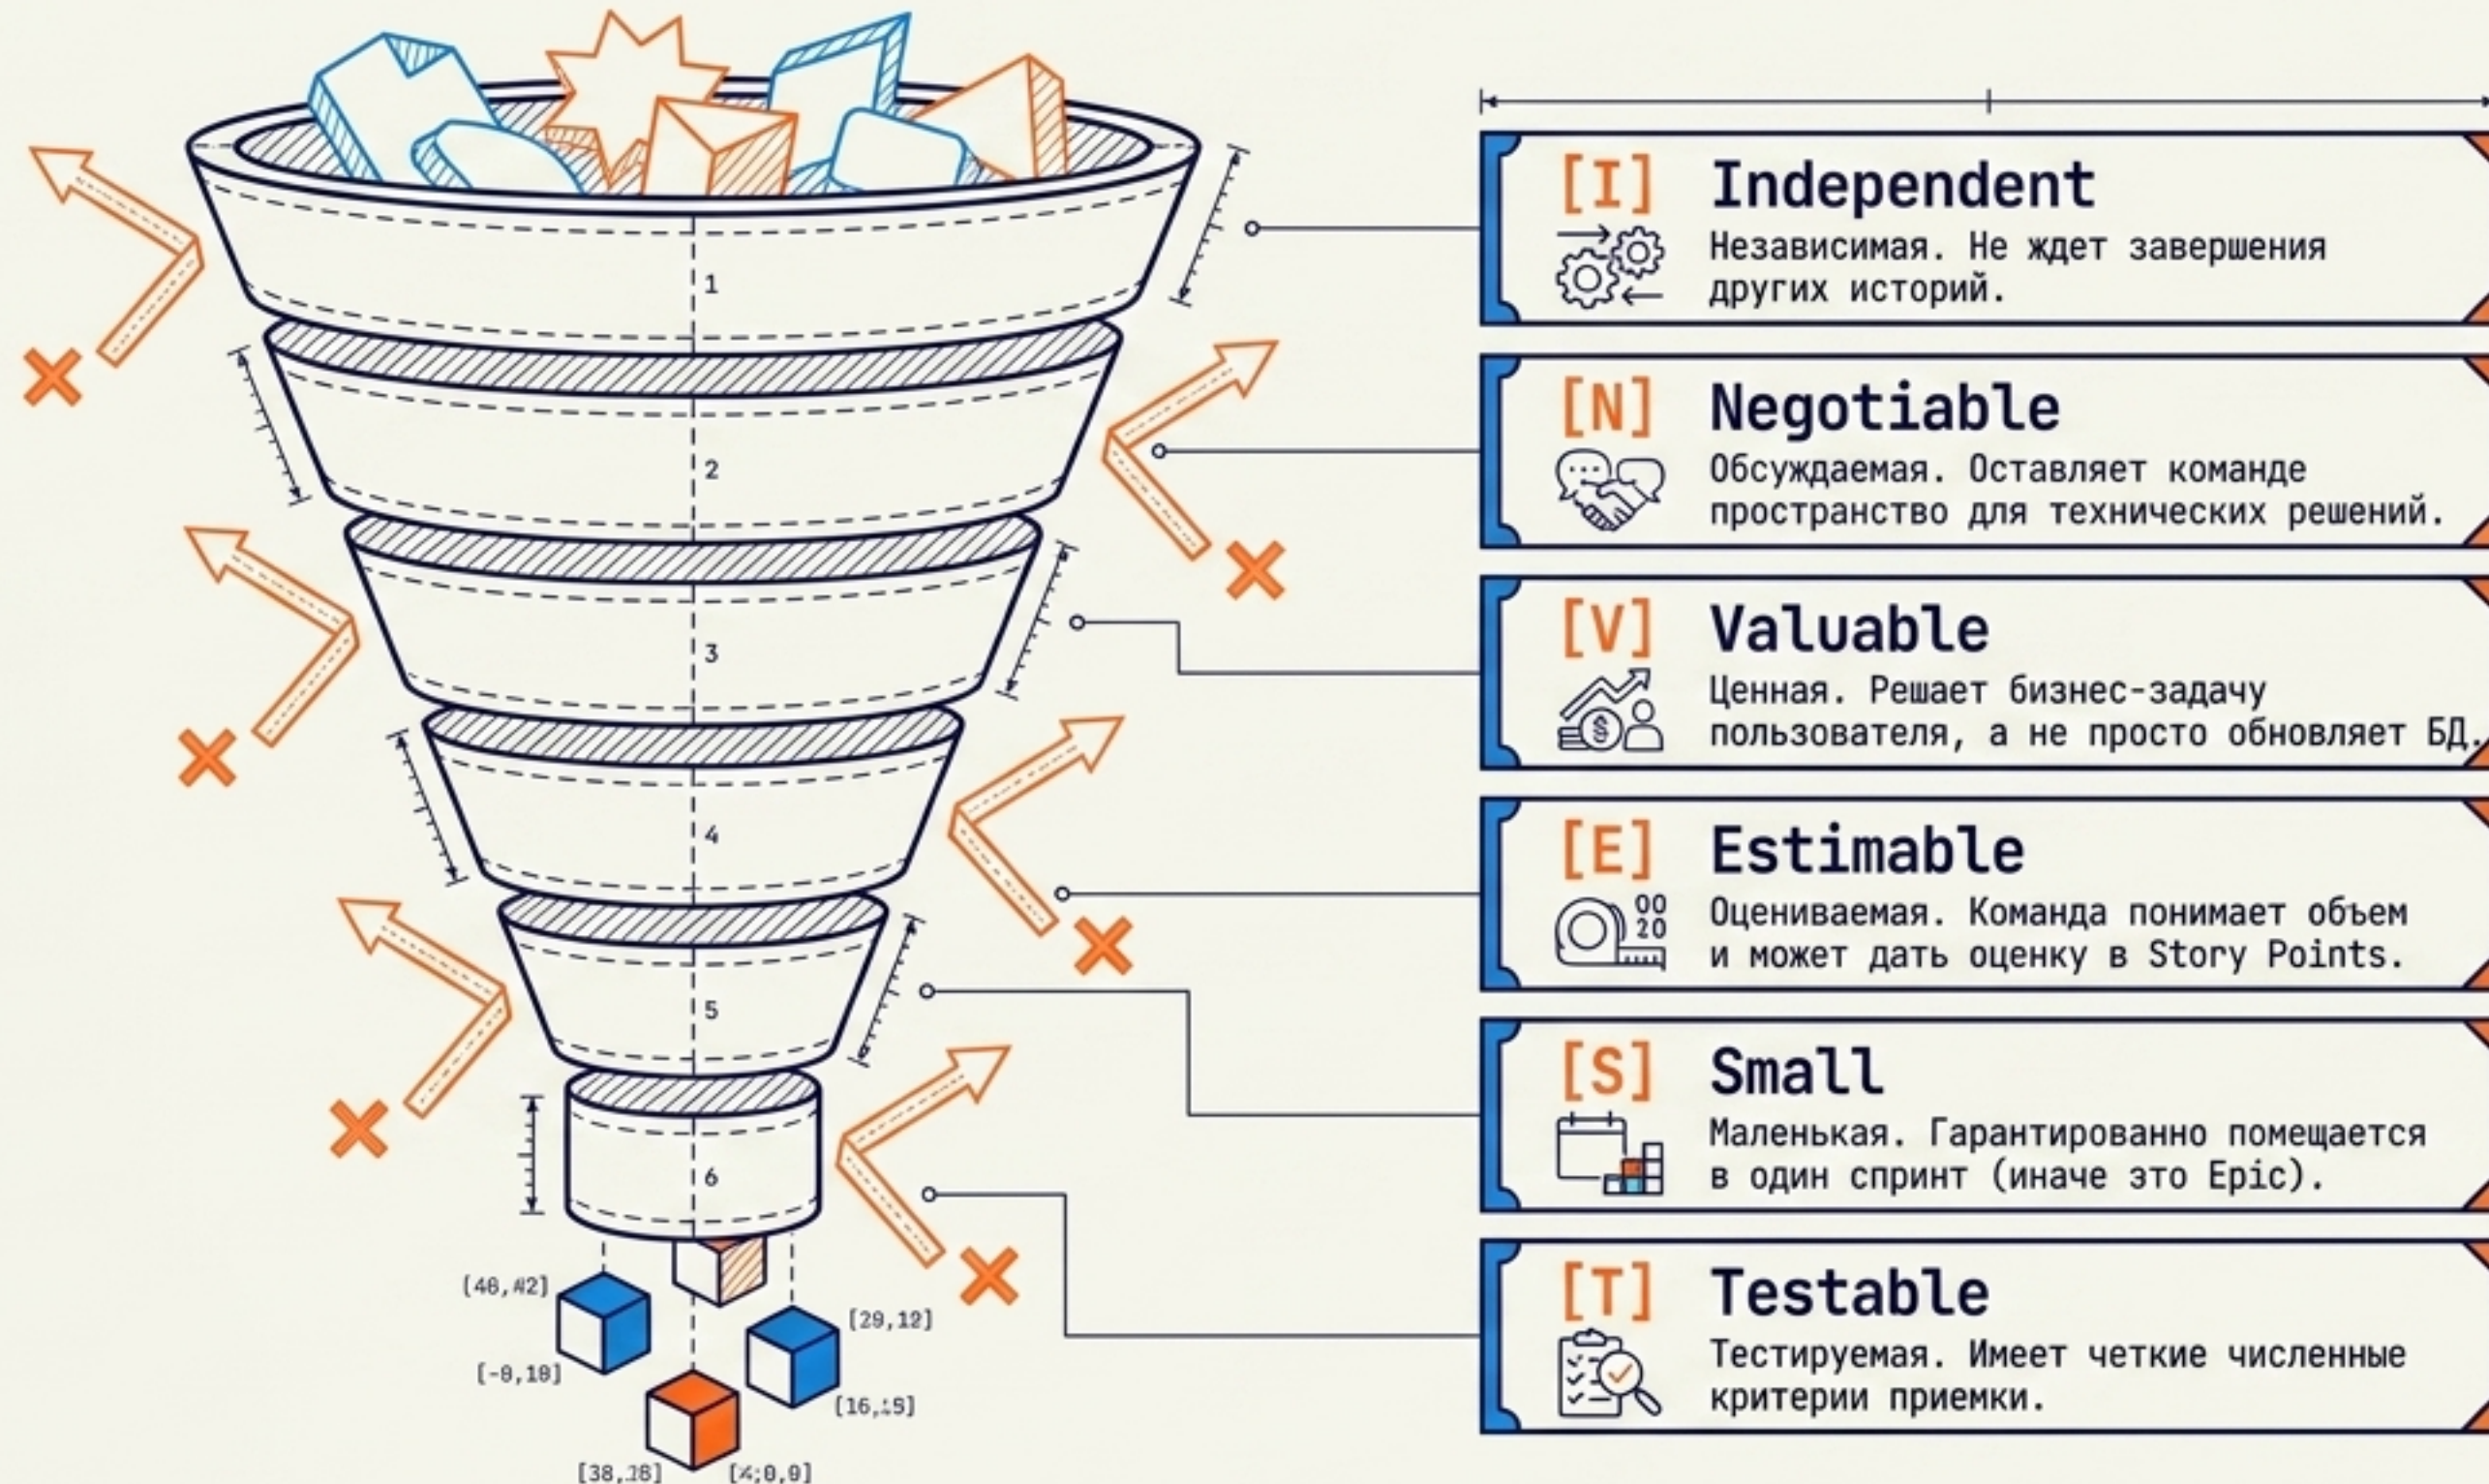 1
2
3
4
5
6
[29,12]
[I] Independent
Независимая. Не ждет завершения
других историй.
[N] Negotiable
Обсуждаемая. Оставляет команде
пространство для технических решений.
[V] Valuable
Ценная. Решает бизнес-задачу
пользователя, а не просто обновляет БД.
$
[E] Estimable
00
20
Оцениваемая. Команда понимает объем
и может дать оценку в Story Points.
[S] Small
Маленькая. Гарантированно помещается
в один спринт (иначе это Epic).
[T] Testable
Тестируемая. Имеет четкие численные
критерии приемки.